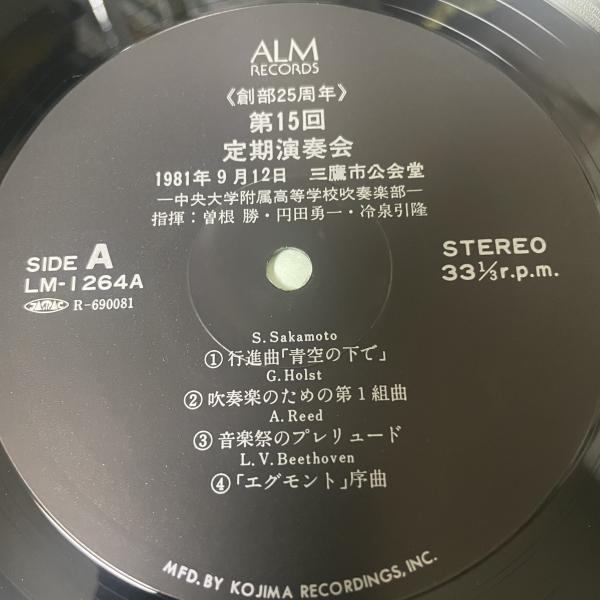 ALM
RECORDS
《創部25周年》
第15回
定期演奏会
1981年9月12日 三鷹市公会堂
―中央大学附属高等学校吹奏楽部―
指揮:曽根 勝・円田勇一・冷泉引隆
SIDE A
LM-1264A
JASRAC R-690081
STEREO
33⅓r.p.m.
S.Sakamoto
①行進曲「青空の下で」
G.Holst
②吹奏楽のための第1組曲
A.Reed
③音楽祭のプレリュード
L.V.Beethoven
④「エグモント」序曲
MFD. BY KOJIMA RECORDINGS, INC.